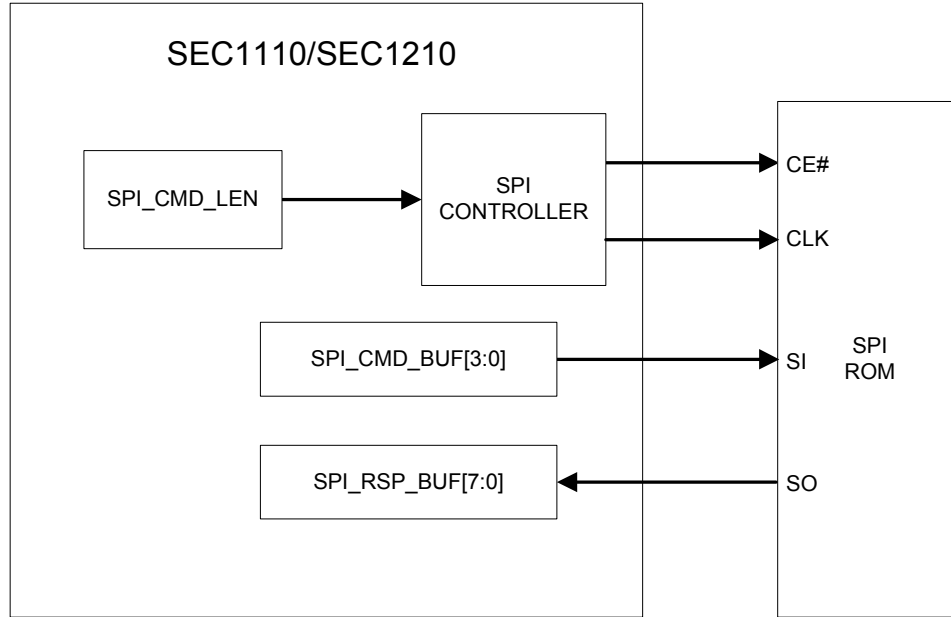 SEC1110/SEC1210
SPI_CMD_LEN
SPI
CONTROLLER
CE#
CLK
SPI_CMD_BUF[3:0]
SI
SPI
ROM
SPI_RSP_BUF[7:0]
SO